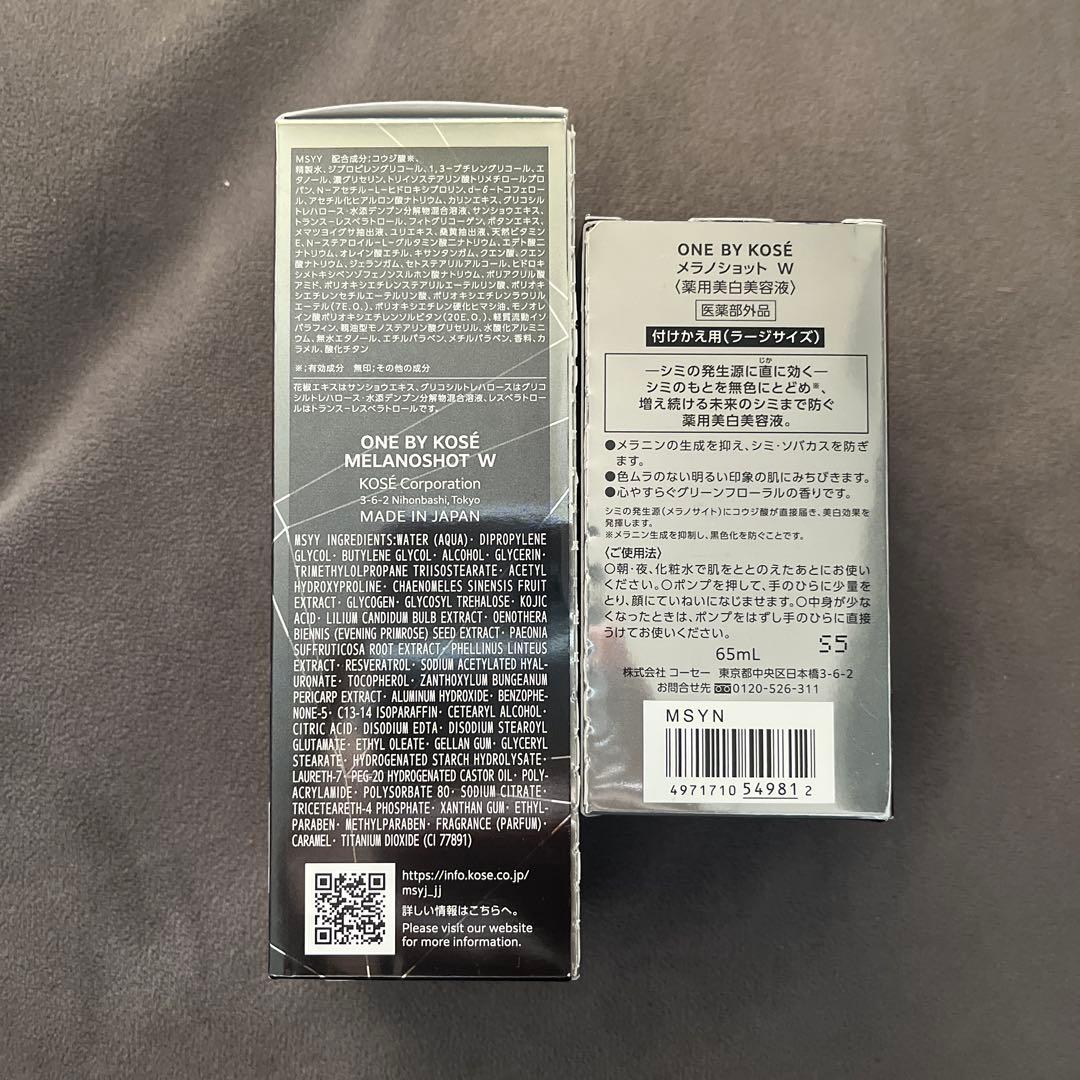 MSYY 配合成分;コウジ酸※、
精製水、ジプロピレングリコール、1,3-ブチレングリコール、エ
タノール、濃グリセリン、トリイソステアリン酸トリメチロールプロ
パン、N-アセチル-L-ヒドロキシプロリン、d-δ-トコフェロー
ル、アセチル化ヒアルロン酸ナトリウム、カリンエキス、グリコシ
ルトレハロース・水添デンプン分解物混合溶液、サンショウエキス、
トランス-レスベラトロール、フィトグリコーゲン、ボタンエキス、
メマツヨイグサ抽出液、ユリエキス、桑黄抽出液、天然ビタミン
E、N-ステアロイル-L-グルタミン酸二ナトリウム、エデト酸二
ナトリウム、オレイン酸エチル、キサンタンガム、クエン酸、クエン
酸ナトリウム、ジェランガム、セトステアリルアルコール、ヒドロキ
シメトキシベンゾフェノンスルホン酸ナトリウム、ポリアクリル酸
アミド、ポリオキシエチレンステアリルエーテルリン酸、ポリオキ
シエチレンセチルエーテルリン酸、ポリオキシエチレンラウリル
エーテル(7E.O.)、ポリオキシエチレン硬化ヒマシ油、モノオレ
イン酸ポリオキシエチレンソルビタン(20E.O.)、軽質流動イソ
パラフィン、親油型モノステアリン酸グリセリル、水酸化アルミニ
ウム、無水エタノール、エチルパラベン、メチルパラベン、香料、カ
ラメル、酸化チタン
※;有効成分 無印;その他の成分
花椒エキスはサンショウエキス、グリコシルトレハロースはグリコ
シルトレハロース・水添デンプン分解物混合溶液、レスベラトロー
ルはトランス-レスベラトロールです。
ONE BY KOSÉ
MELANOSHOT W
KOSÉ Corporation
3-6-2 Nihonbashi, Tokyo
MADE IN JAPAN
MSYY INGREDIENTS:WATER (AQUA)・DIPROPYLENE
GLYCOL・BUTYLENE GLYCOL・ALCOHOL・GLYCERIN・
TRIMETHYLOLPROPANE TRIISOSTEARATE・ACETYL
HYDROXYPROLINE・CHAENOMELES SINENSIS FRUIT
EXTRACT・GLYCOGEN・GLYCOSYL TREHALOSE・KOJIC
ACID・LILIUM CANDIDUM BULB EXTRACT・OENOTHERA
BIENNIS (EVENING PRIMROSE) SEED EXTRACT・PAEONIA
SUFFRUTICOSA ROOT EXTRACT・PHELLINUS LINTEUS
EXTRACT・RESVERATROL・SODIUM ACETYLATED HYAL-
URONATE・TOCOPHEROL・ZANTHOXYLUM BUNGEANUM
PERICARP EXTRACT・ALUMINUM HYDROXIDE・BENZOPHE-
NONE-5・C13-14 ISOPARAFFIN・CETEARYL ALCOHOL・
CITRIC ACID・DISODIUM EDTA・DISODIUM STEAROYL
GLUTAMATE・ETHYL OLEATE・GELLAN GUM・GLYCERYL
STEARATE・HYDROGENATED STARCH HYDROLYSATE・
LAURETH-7・PEG-20 HYDROGENATED CASTOR OIL・POLY-
ACRYLAMIDE・POLYSORBATE 80・SODIUM CITRATE・
TRICETEARETH-4 PHOSPHATE・XANTHAN GUM・ETHYL-
PARABEN・METHYLPARABEN・FRAGRANCE (PARFUM)・
CARAMEL・TITANIUM DIOXIDE (CI 77891)
https://info.kose.co.jp/
msyj_jj
詳しい情報はこちらへ。
Please visit our website
for more information.
ONE BY KOSÉ
メラノショット W
〈薬用美白美容液〉
医薬部外品
付けかえ用(ラージサイズ)
じか
―シミの発生源に直に効く―
シミのもとを無色にとどめ※、
増え続ける未来のシミまで防ぐ
薬用美白美容液。
●メラニンの生成を抑え、シミ・ソバカスを防ぎ
ます。
●色ムラのない明るい印象の肌にみちびきます。
●心やすらぐグリーンフローラルの香りです。
シミの発生源(メラノサイト)にコウジ酸が直接届き、美白効果を
発揮します。
※メラニン生成を抑制し、黒色化を防ぐことです。
〈ご使用法〉
○朝・夜、化粧水で肌をととのえたあとにお使い
ください。○ポンプを押して、手のひらに少量を
とり、顔にていねいになじませます。○中身が少な
くなったときは、ポンプをはずし手のひらに直接
うけてお使いください。
65mL
S5
株式会社 コーセー 東京都中央区日本橋3-6-2
お問合せ先 0120-526-311
MSYN
4971710 549812